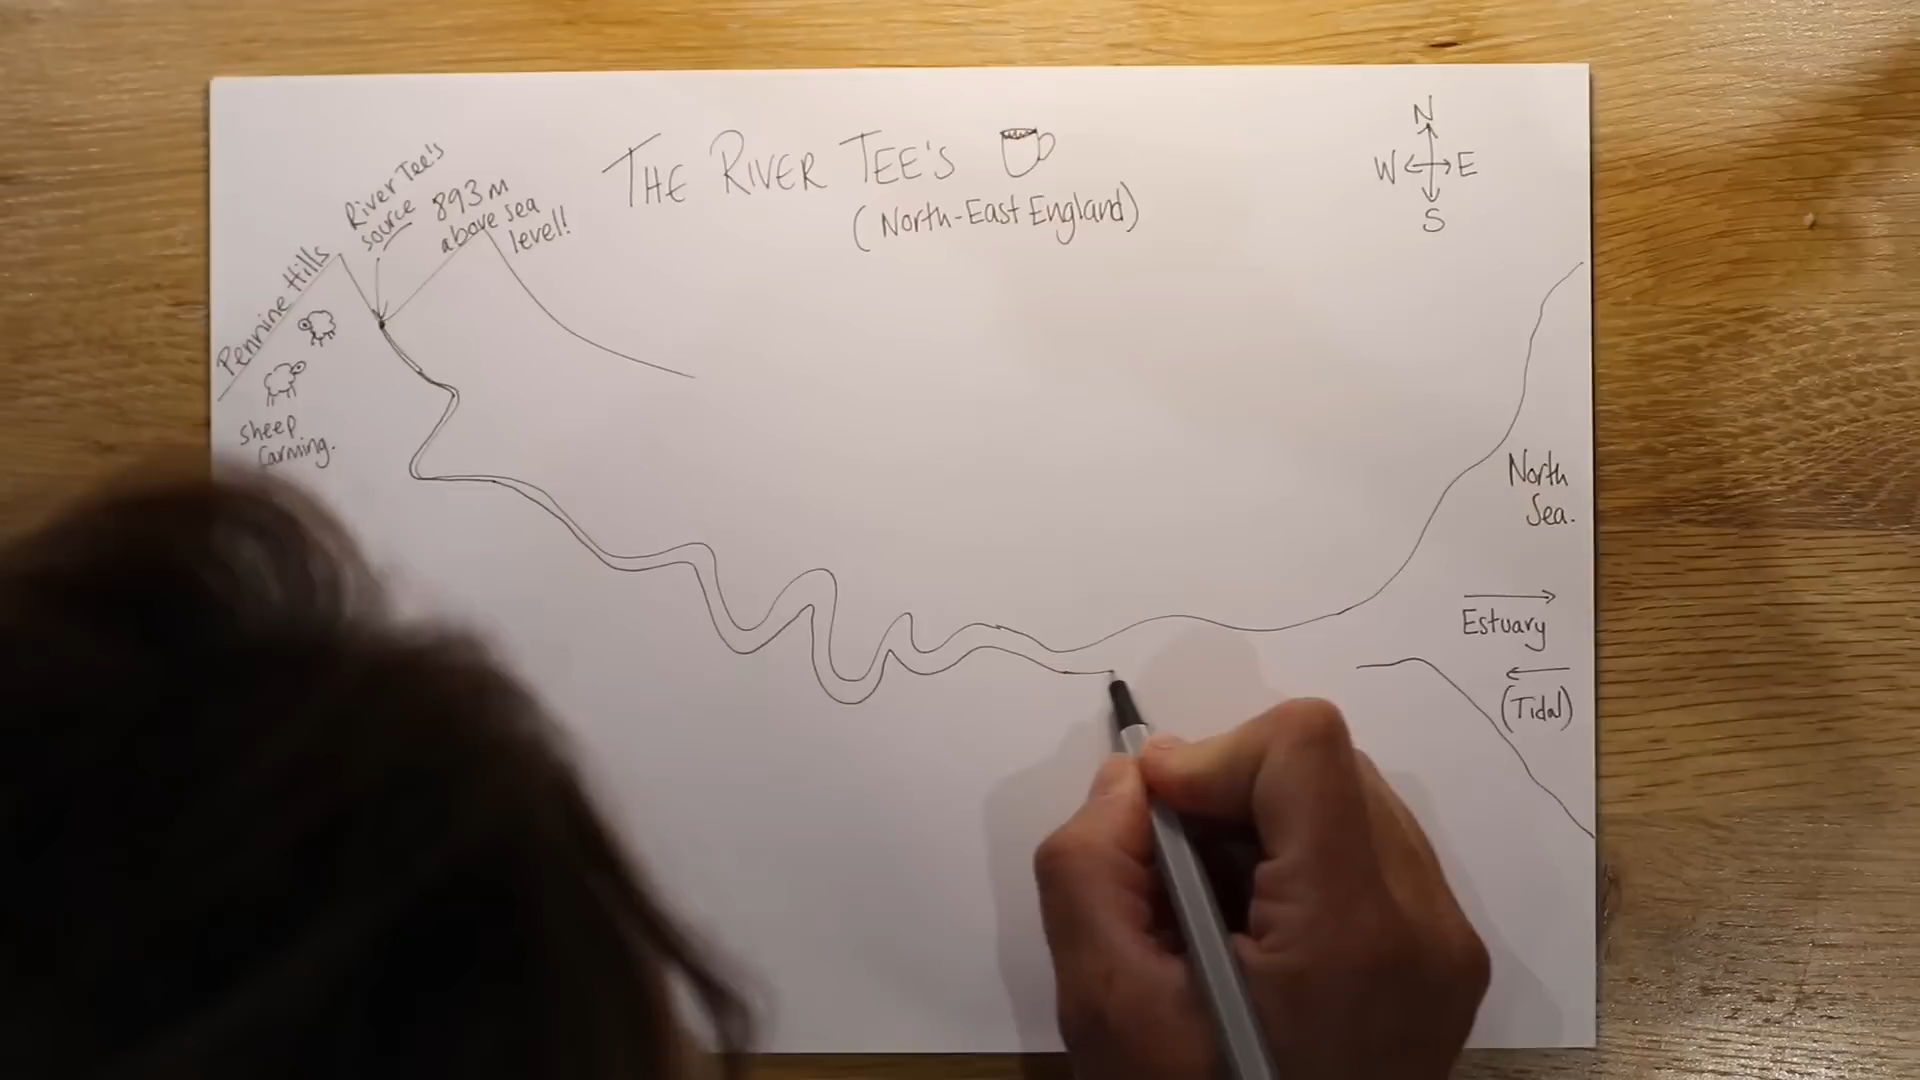 THE RIVER TEE'S
(North-East England)
N
W E
S
River Tee's
source
893m
above sea
level!
Pennine Hills
sheep
farming.
North
Sea.
Estuary
(Tidal)